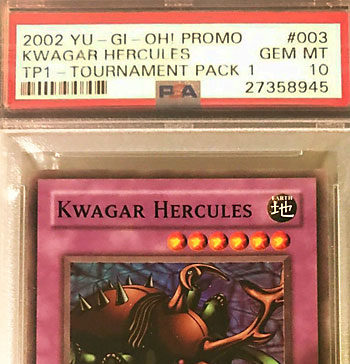 2002 YU-GI-OH! PROMO #003
KWAGAR HERCULES GEM MT
TP1-TOURNAMENT PACK 1 10
PSA 27358945
KWAGAR HERCULES
EARTH
地